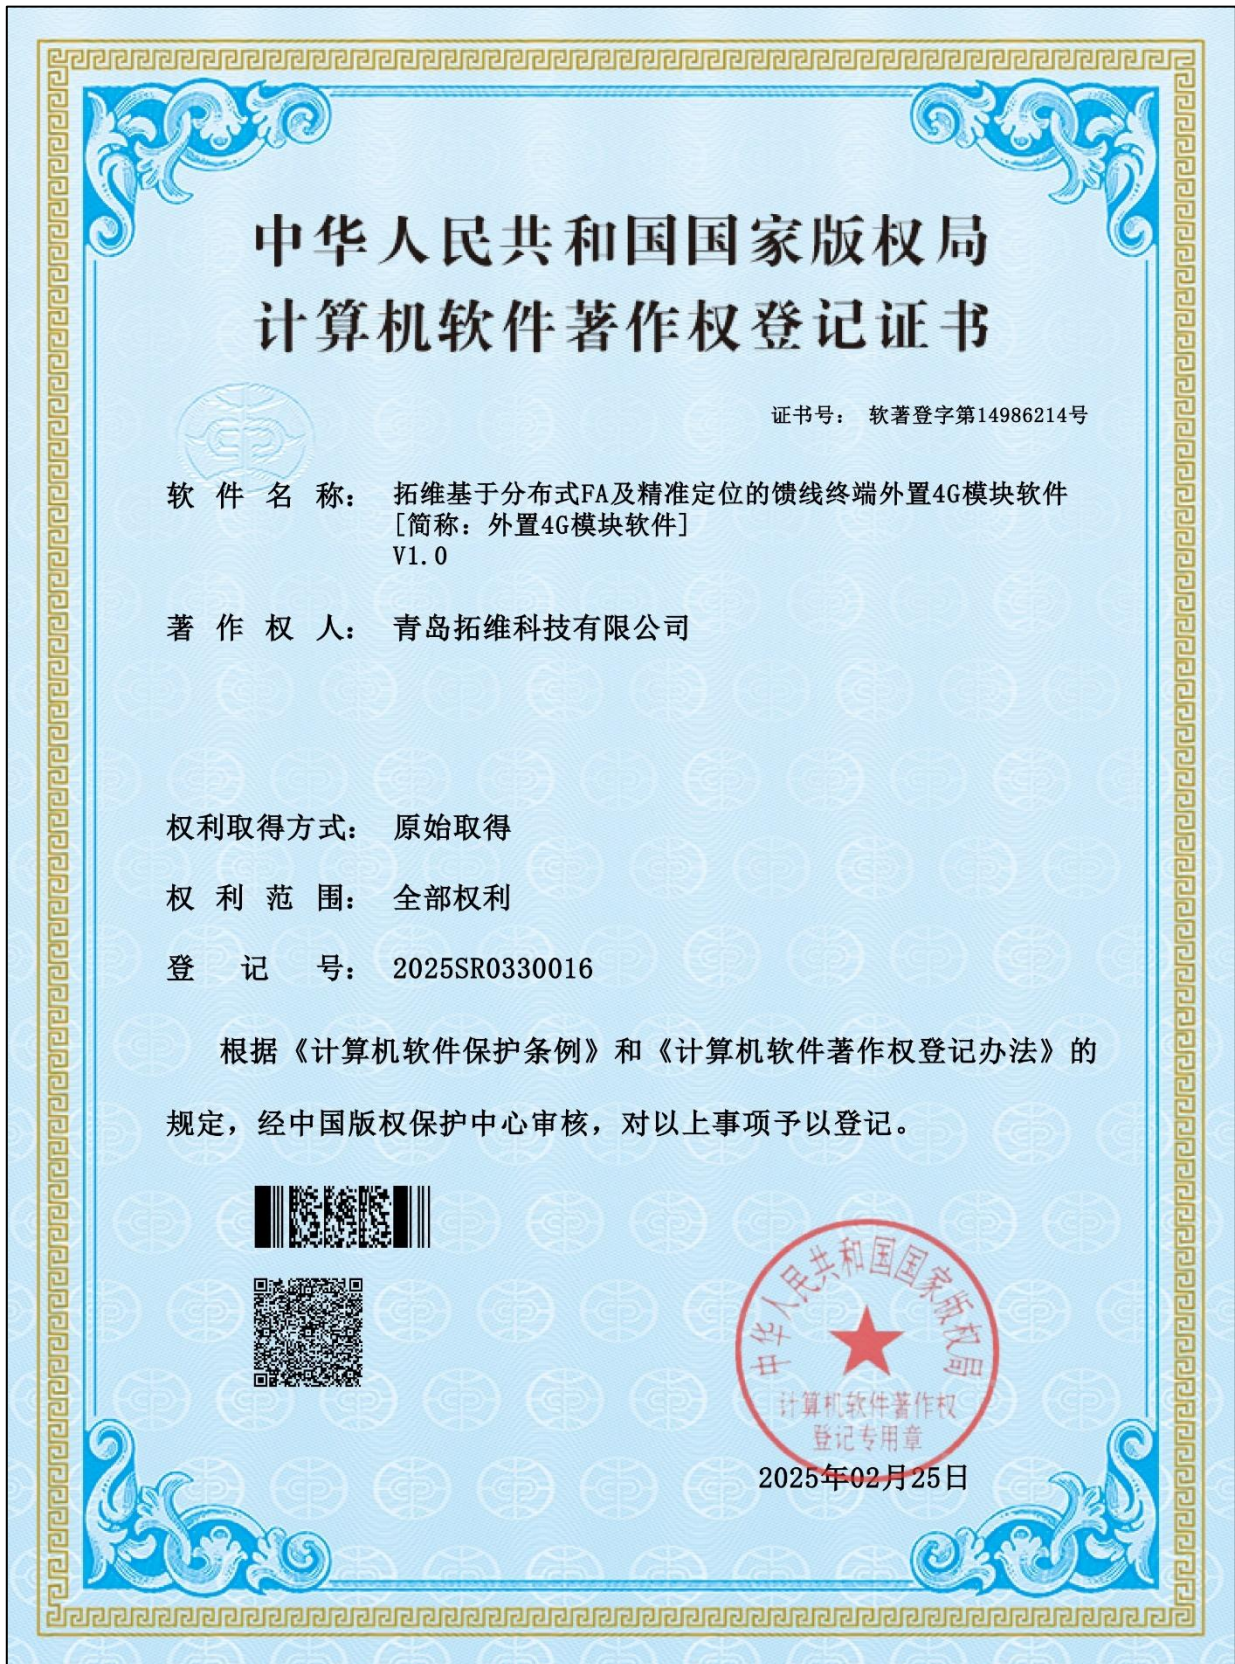 中华人民共和国国家版权局
计算机软件著作权登记证书
证书号： 软著登字第14986214号
软件名称： 拓维基于分布式FA及精准定位的馈线终端外置4G模块软件
[简称：外置4G模块软件]
V1.0
著作权人： 青岛拓维科技有限公司
权利取得方式： 原始取得
权利范围： 全部权利
登记号： 2025SR0330016
根据《计算机软件保护条例》和《计算机软件著作权登记办法》的
规定，经中国版权保护中心审核，对以上事项予以登记。
中华人民共和国国家版权局
计算机软件著作权
登记专用章
2025年02月25日